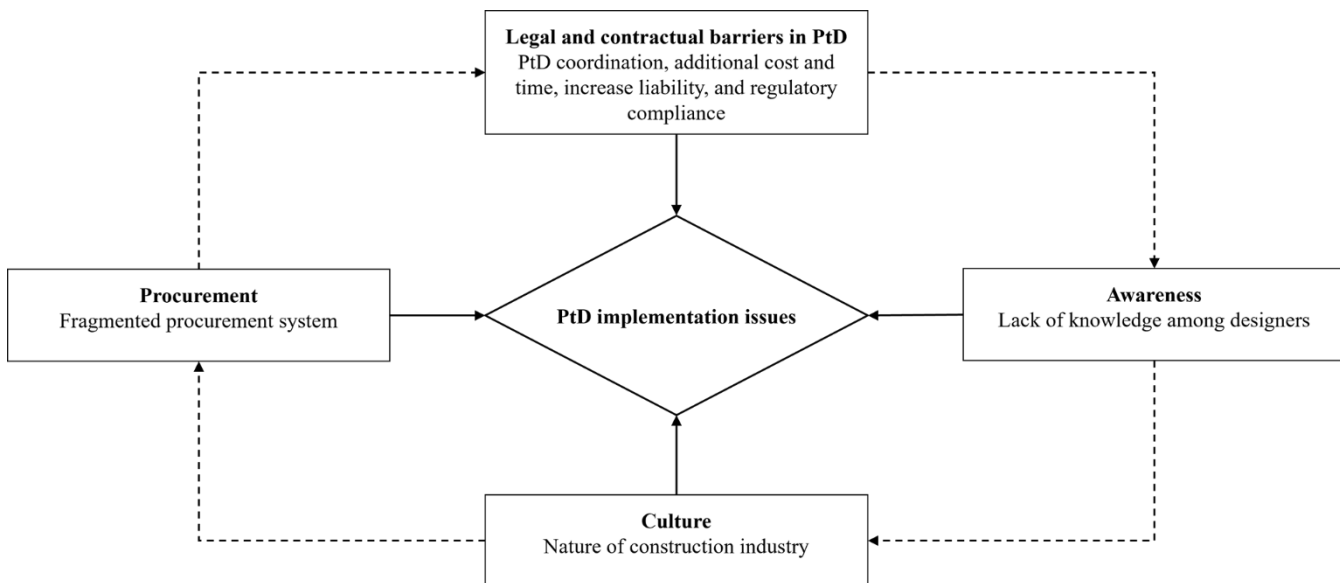 Legal and contractual barriers in PtD
PtD coordination, additional cost and
time, increase liability, and regulatory
compliance
Procurement
Fragmented procurement system
PtD implementation issues
Awareness
Lack of knowledge among designers
Culture
Nature of construction industry